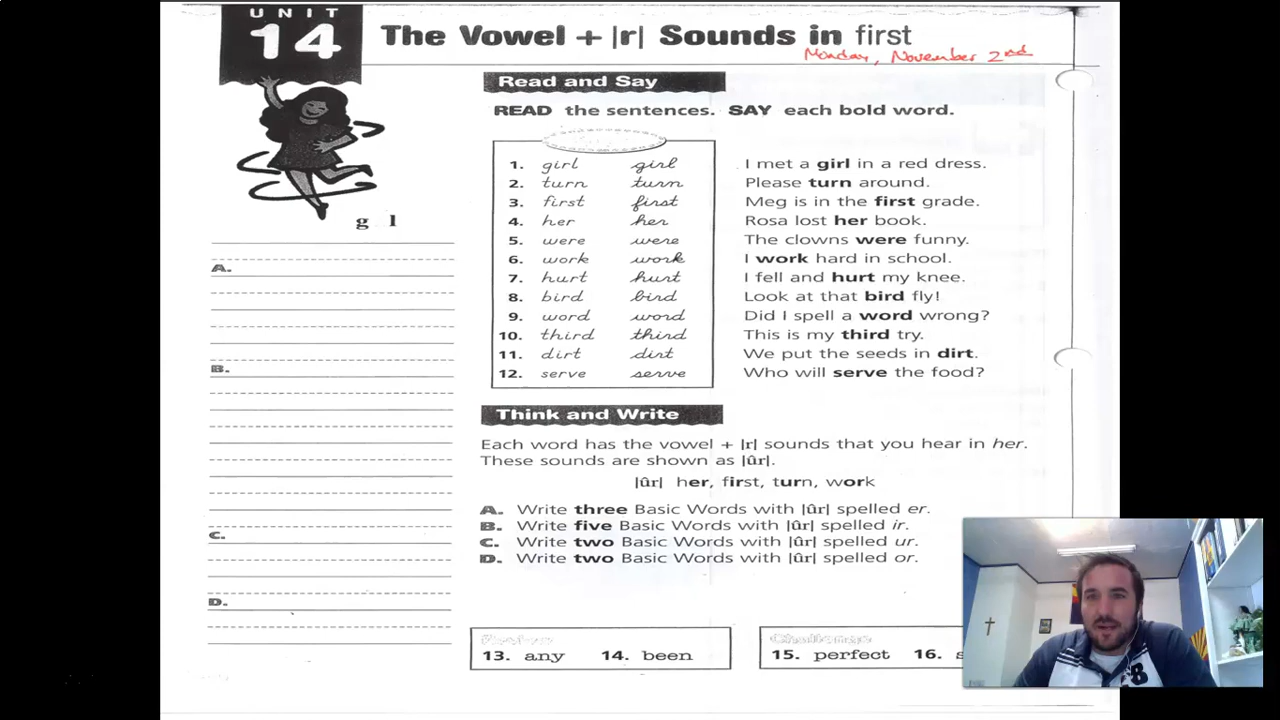 UNIT
14
The Vowel + |r| Sounds in first
Monday, November 2nd
Read and Say
READ the sentences. SAY each bold word.
1. girl girl I met a girl in a red dress.
2. turn turn Please turn around.
3. first first Meg is in the first grade.
4. her her Rosa lost her book.
5. were were The clowns were funny.
6. work work I work hard in school.
7. hurt hurt I fell and hurt my knee.
8. bird bird Look at that bird fly!
9. word word Did I spell a word wrong?
10. third third This is my third try.
11. dirt dirt We put the seeds in dirt.
12. serve serve Who will serve the food?
g l
A.
B.
C.
D.
Think and Write
Each word has the vowel + |r| sounds that you hear in her.
These sounds are shown as |ûr|.
|ûr| her, first, turn, work
A. Write three Basic Words with |ûr| spelled er.
B. Write five Basic Words with |ûr| spelled ir.
C. Write two Basic Words with |ûr| spelled ur.
D. Write two Basic Words with |ûr| spelled or.
Review
13. any 14. been
Challenge
15. perfect 16. s
B